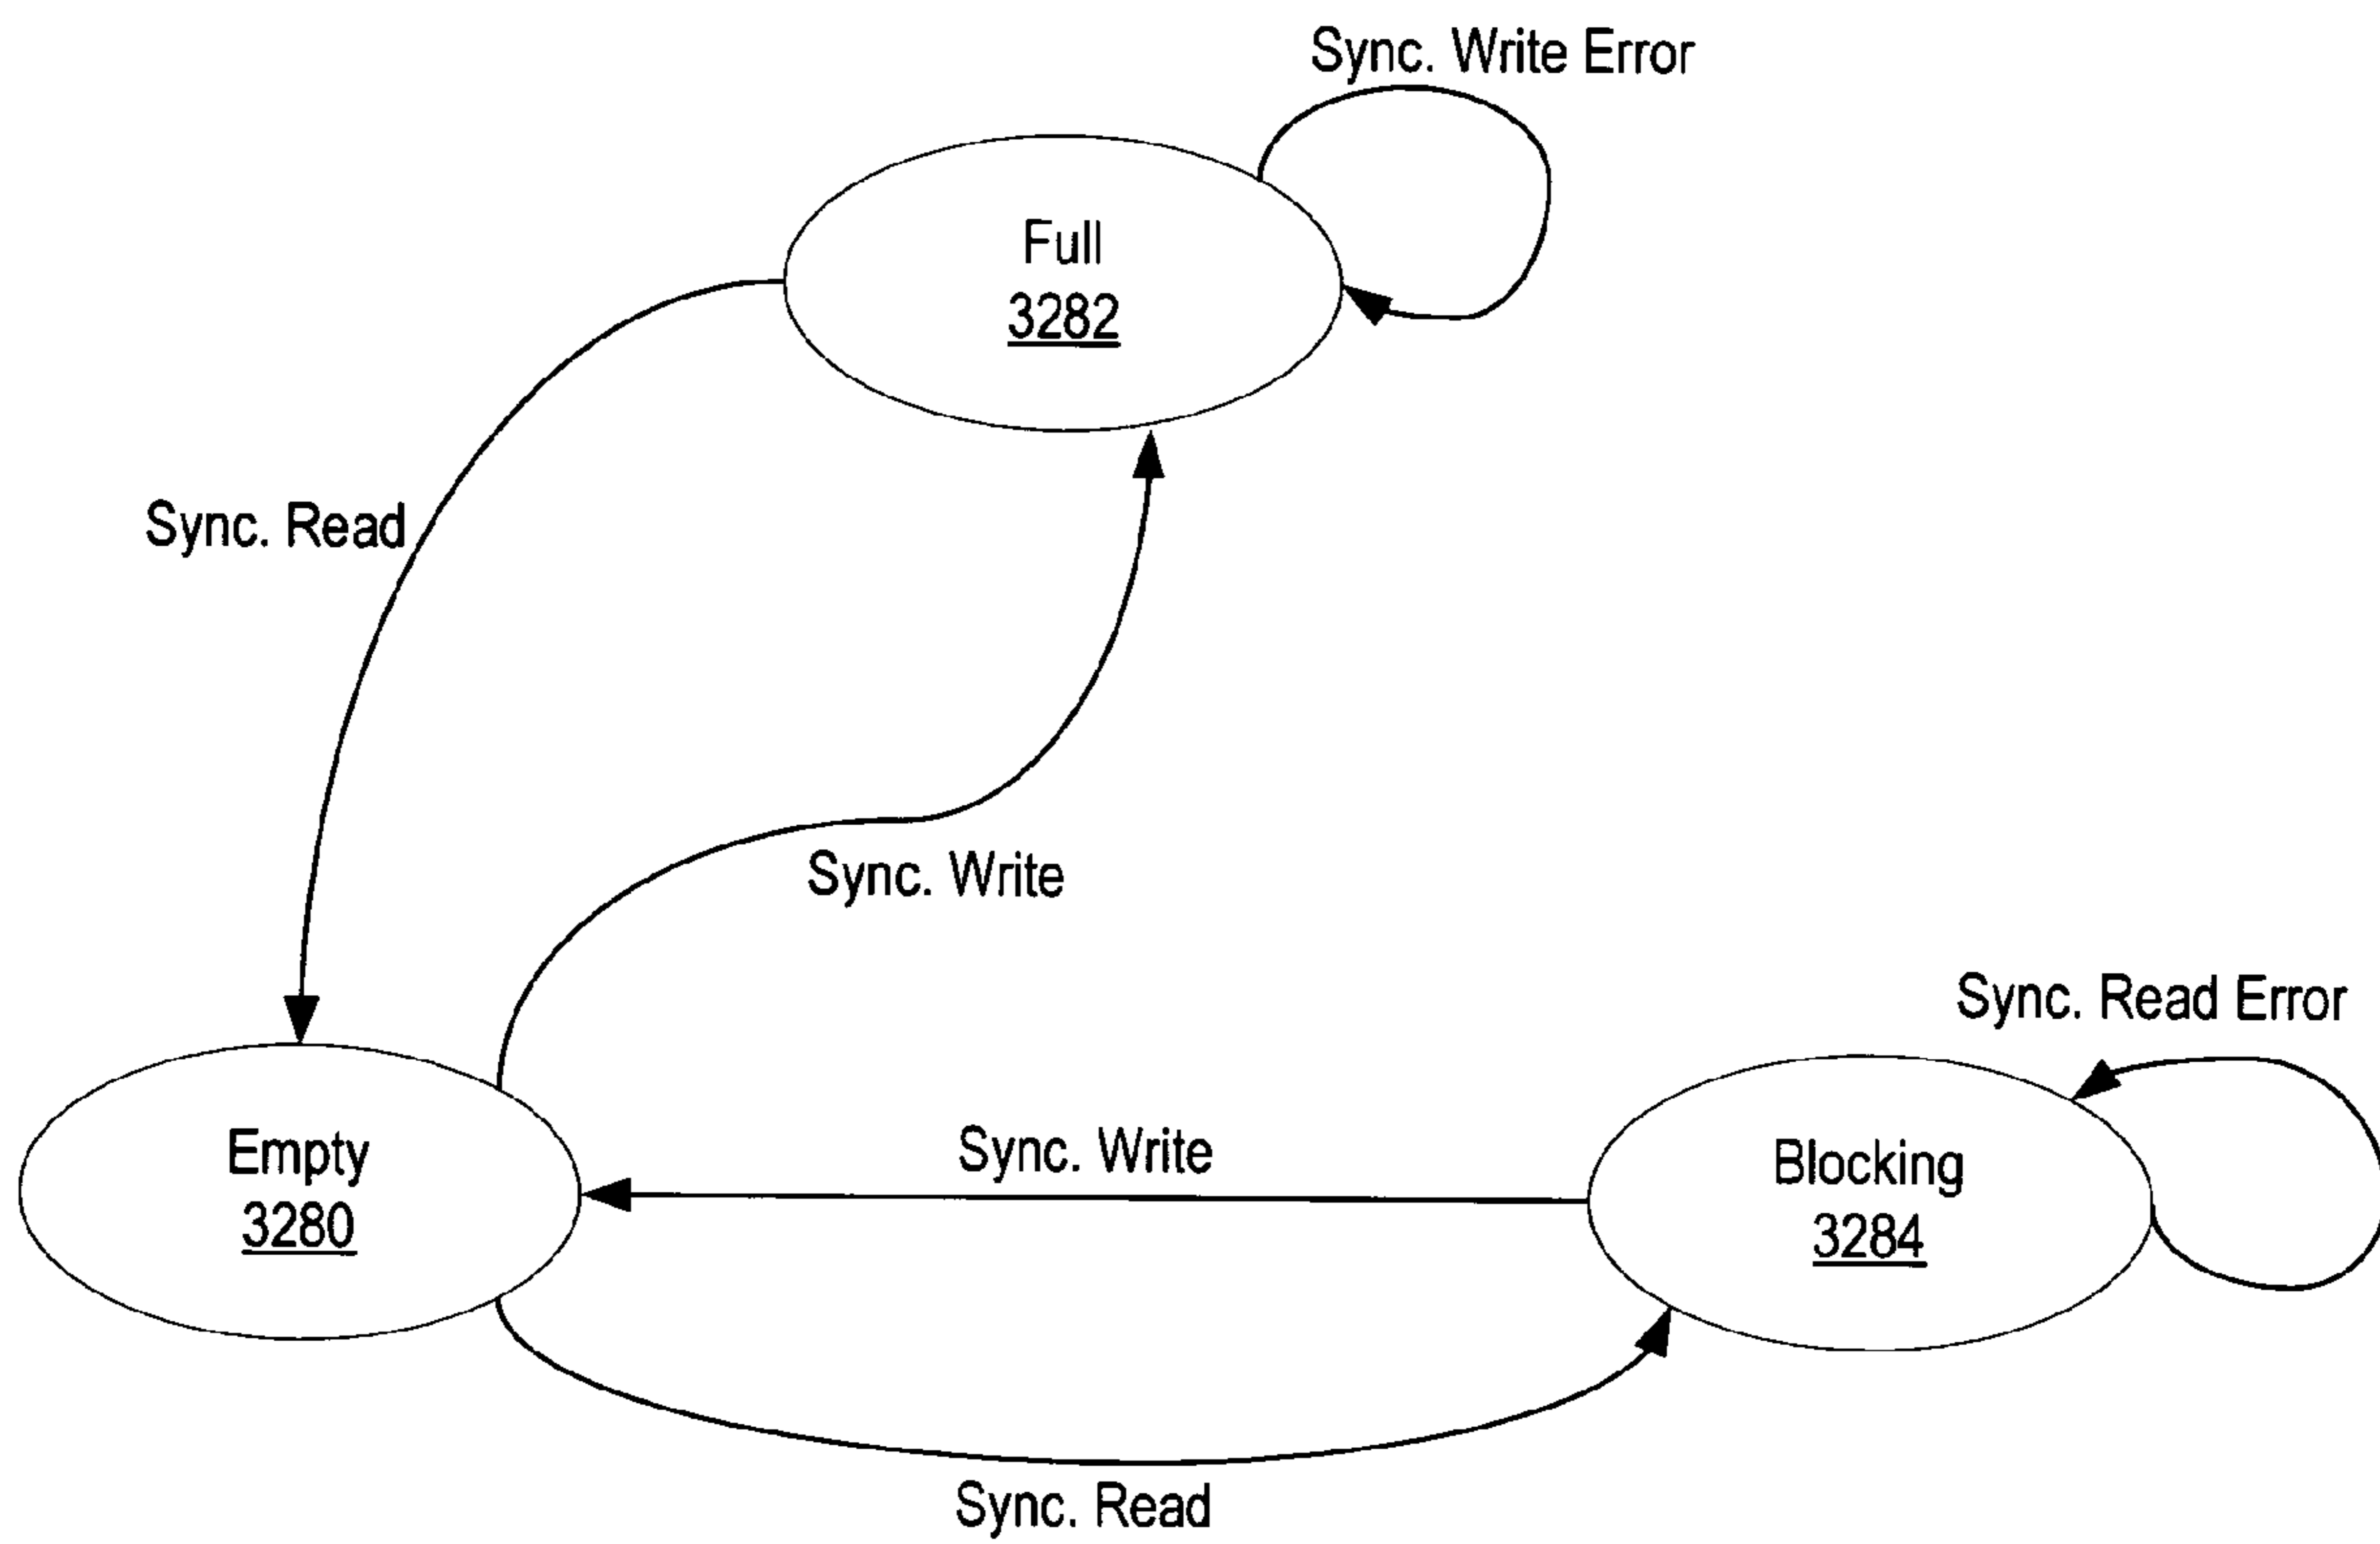 Sync. Write Error
Full
3282
Sync. Read
Sync. Write
Sync. Read Error
Empty
3280
Sync. Write
Blocking
3284
Sync. Read